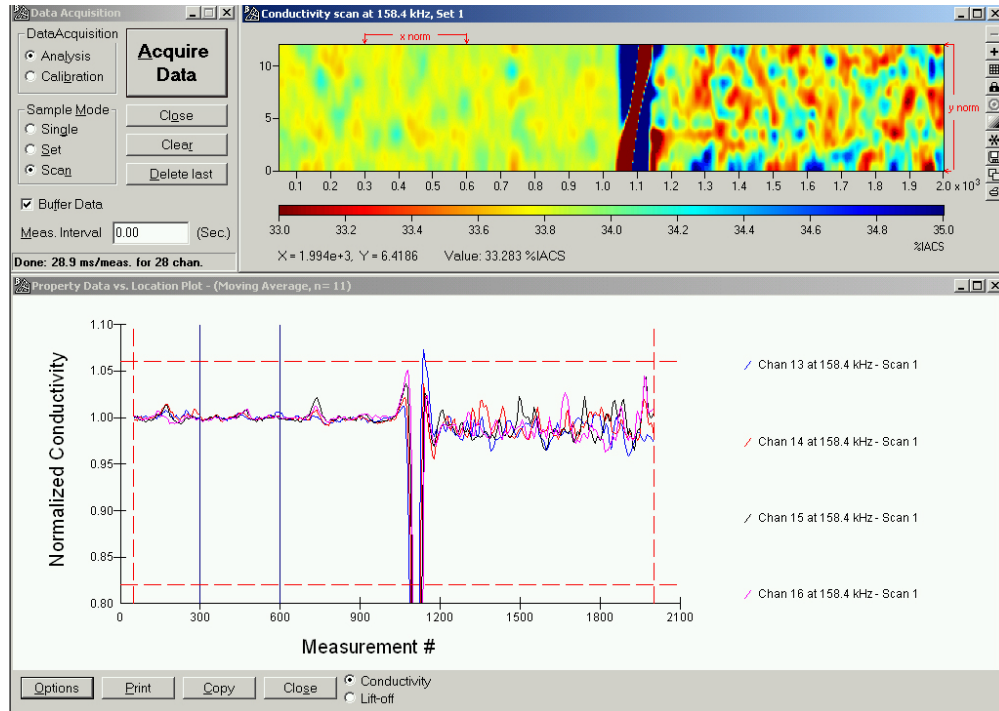 Data Acquisition
DataAcquisition
Analysis
Calibration
Acquire
Data
Sample Mode
Single
Set
Scan
Close
Clear
Delete last
Buffer Data
Meas. Interval 0.00 (Sec.)
Done: 28.9 ms/meas. for 28 chan.
Conductivity scan at 158.4 kHz, Set 1
x norm
y norm
10
5
0
0.1 0.2 0.3 0.4 0.5 0.6 0.7 0.8 0.9 1.0 1.1 1.2 1.3 1.4 1.5 1.6 1.7 1.8 1.9 2.0 x 10³
33.0 33.2 33.4 33.6 33.8 34.0 34.2 34.4 34.6 34.8 35.0
%IACS
X = 1.994e+3, Y = 6.4186 Value: 33.283 %IACS
Property Data vs. Location Plot - (Moving Average, n= 11)
Normalized Conductivity
1.10
1.05
1.00
0.95
0.90
0.85
0.80
0 300 600 900 1200 1500 1800 2100
Measurement #
Chan 13 at 158.4 kHz - Scan 1
Chan 14 at 158.4 kHz - Scan 1
Chan 15 at 158.4 kHz - Scan 1
Chan 16 at 158.4 kHz - Scan 1
Options
Print
Copy
Close
Conductivity
Lift-off